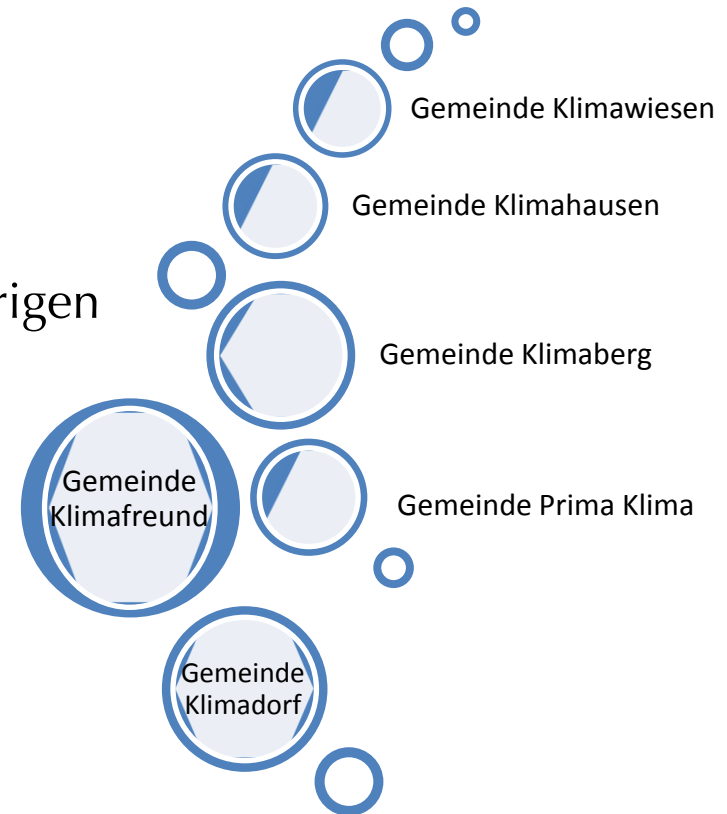 Gemeinde Klimawiesen
Gemeinde Klimahausen
rigen
Gemeinde Klimaberg
Gemeinde
Klimafreund
Gemeinde Prima Klima
Gemeinde
Klimadorf